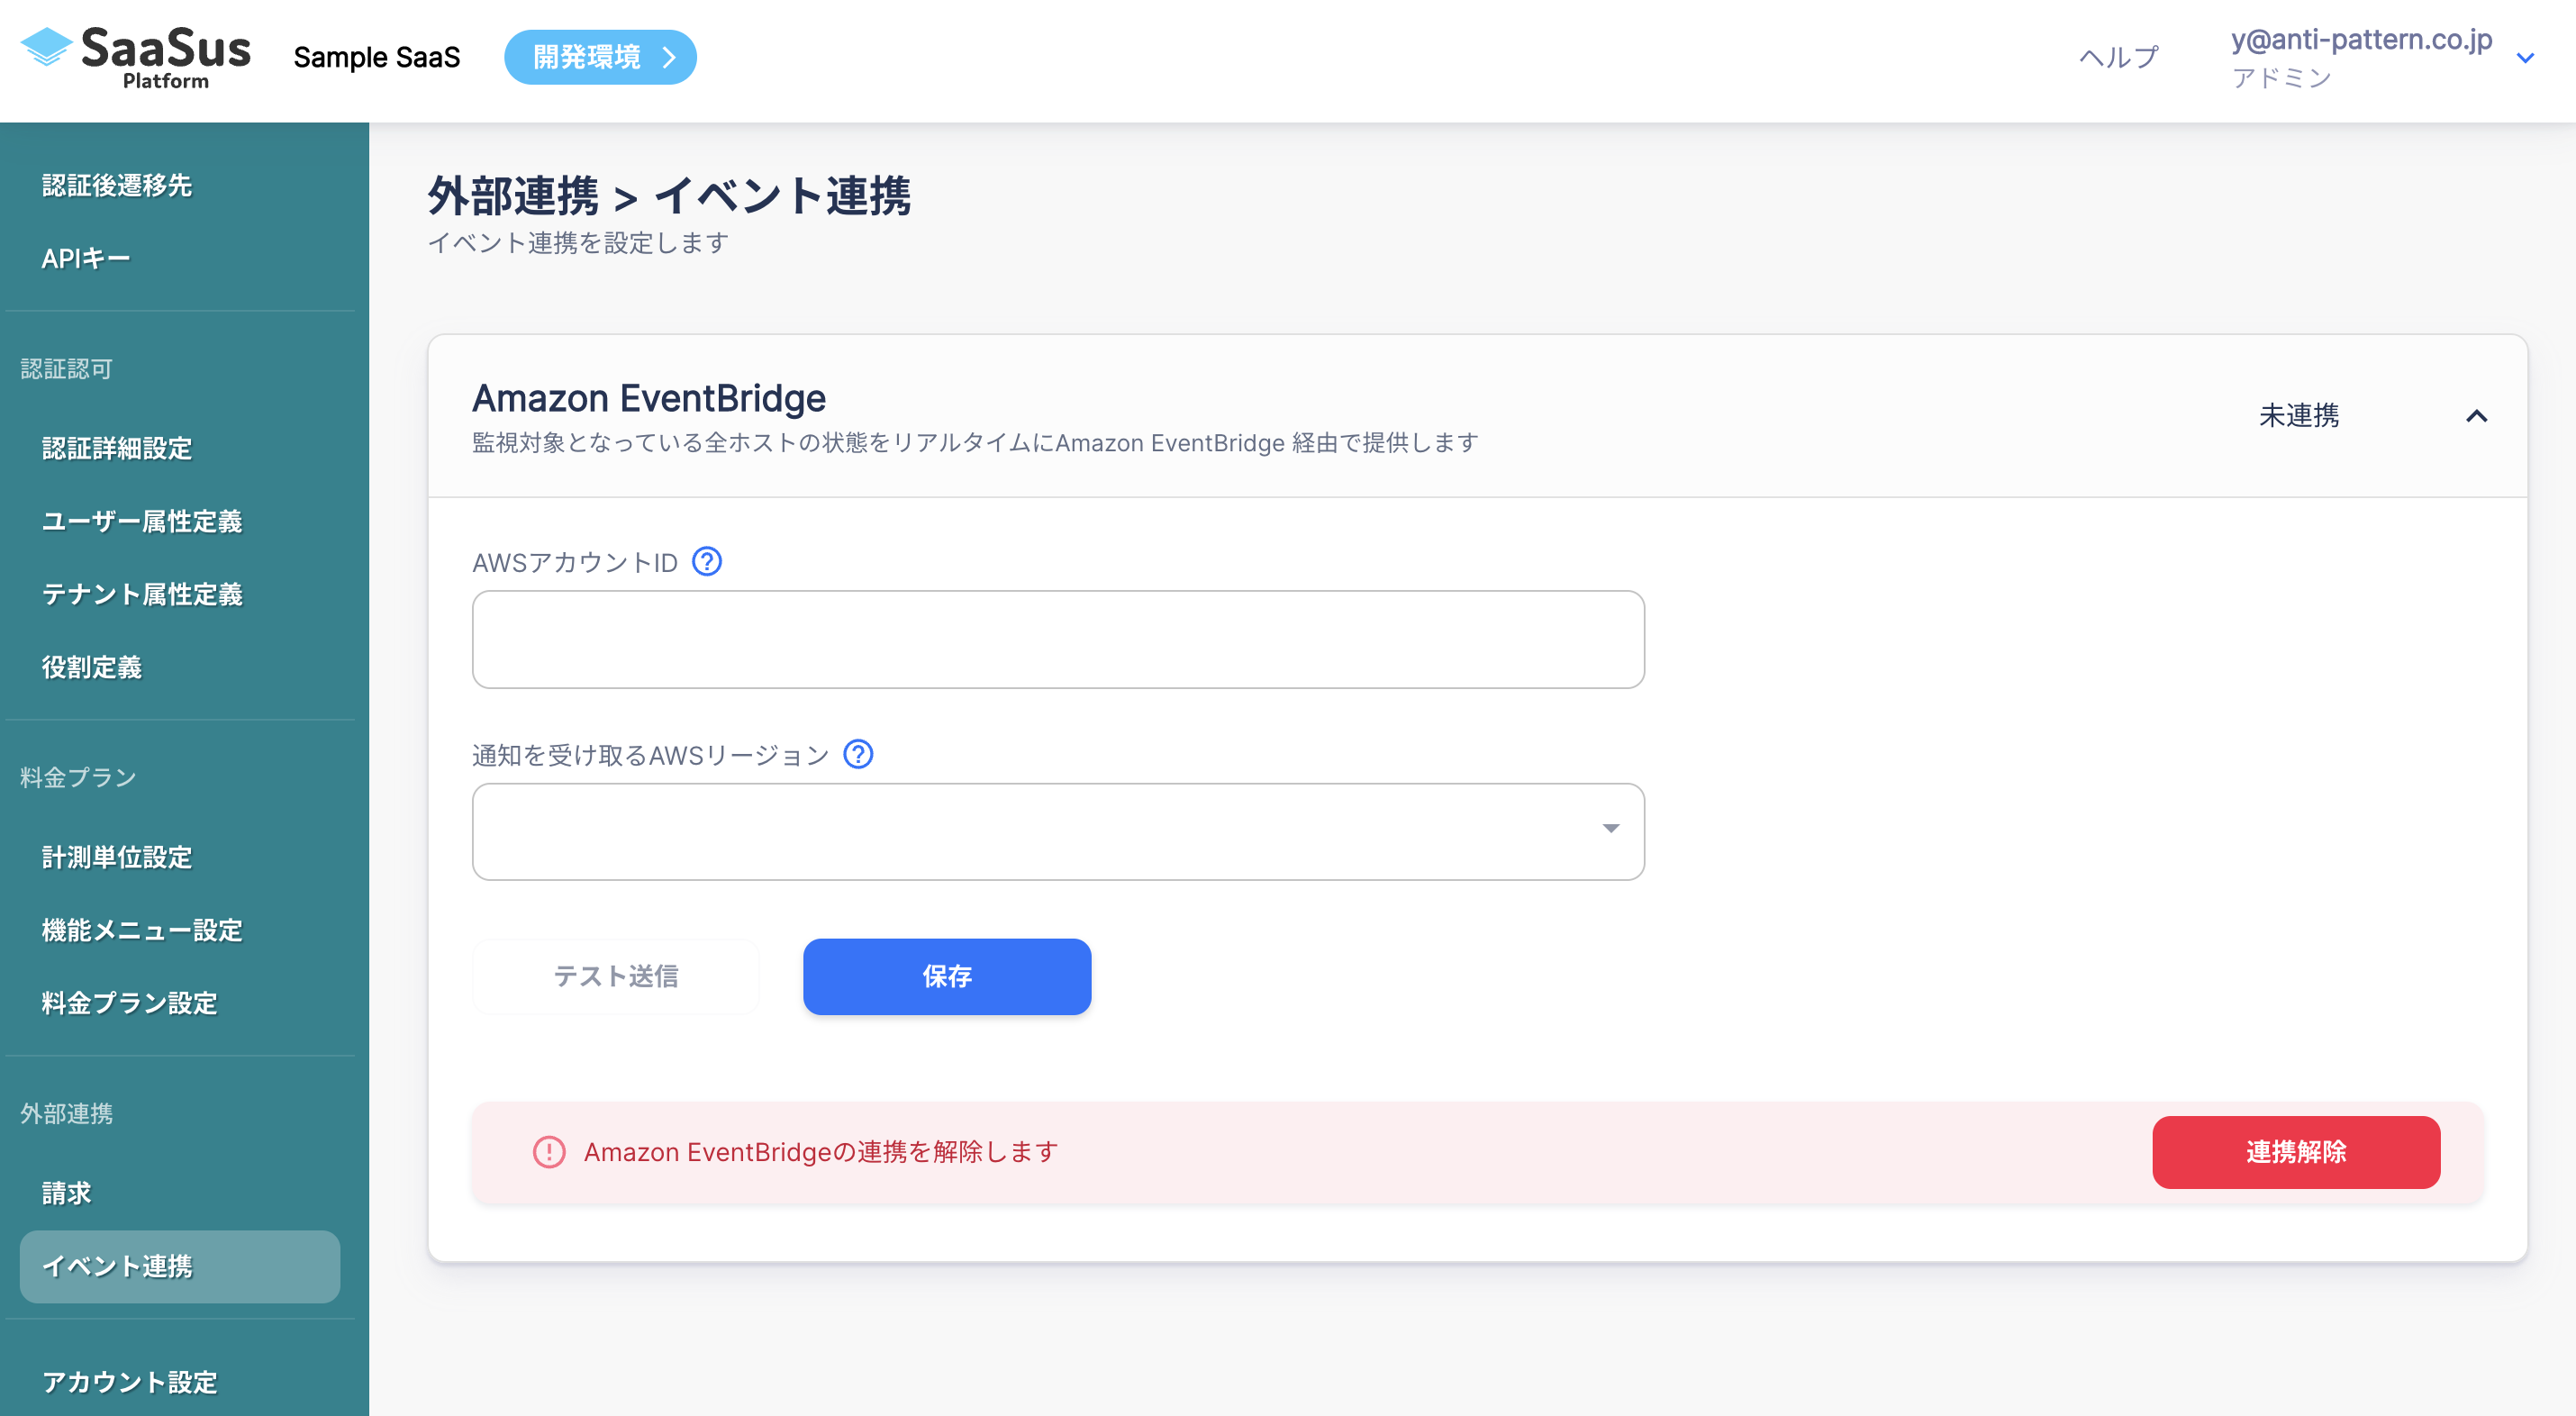 SaaSus
Platform
Sample SaaS
開発環境
ヘルプ
y@anti-pattern.co.jp
アドミン
認証後遷移先
APIキー
認証認可
認証詳細設定
ユーザー属性定義
テナント属性定義
役割定義
料金プラン
計測単位設定
機能メニュー設定
料金プラン設定
外部連携
請求
イベント連携
アカウント設定
外部連携 > イベント連携
イベント連携を設定します
Amazon EventBridge
監視対象となっている全ホストの状態をリアルタイムにAmazon EventBridge 経由で提供します
未連携
AWSアカウントID
通知を受け取るAWSリージョン
テスト送信
保存
Amazon EventBridgeの連携を解除します
連携解除